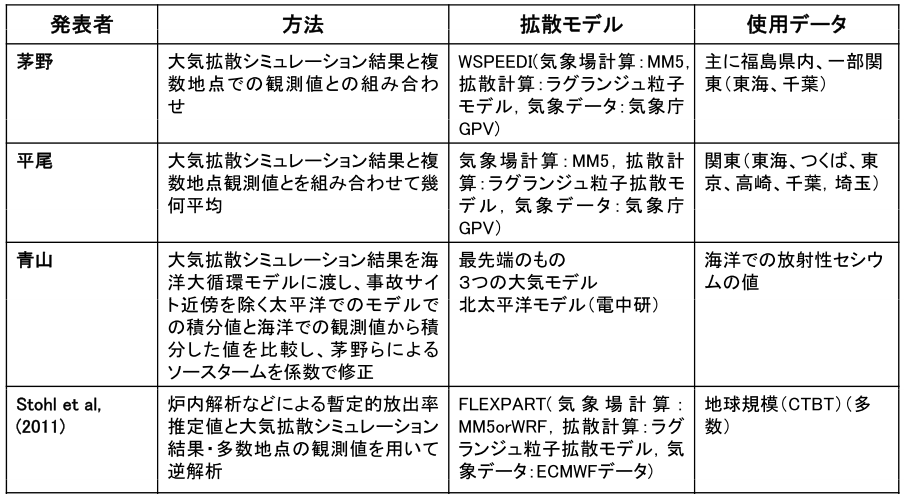 発表者
方法
拡散モデル
使用データ
茅野
大気拡散シミュレーション結果と複
数地点での観測値との組み合わ
せ
WSPEEDI(気象場計算：MM5,
拡散計算：ラグランジュ粒子
モデル, 気象データ：気象庁
GPV)
主に福島県内、一部関
東(東海、千葉)
平尾
大気拡散シミュレーション結果と複
数地点観測値とを組み合わせて幾
何平均
気象場計算：MM5, 拡散計
算：ラグランジュ粒子拡散モ
デル, 気象データ：気象庁
GPV)
関東(東海、つくば、東
京、高崎、千葉, 埼玉)
青山
大気拡散シミュレーション結果を海
洋大循環モデルに渡し、事故サイ
ト近傍を除く太平洋でのモデルで
の積分値と海洋での観測値から積
分した値を比較し、茅野らによる
ソースタームを係数で修正
最先端のもの
３つの大気モデル
北太平洋モデル(電中研)
海洋での放射性セシウ
ムの値
Stohl et al,
(2011)
炉内解析などによる暫定的放出率
推定値と大気拡散シミュレーション
結果・多数地点の観測値を用いて
逆解析
FLEXPART(気象場計算：
MM5orWRF, 拡散計算：ラグ
ランジュ粒子拡散モデル, 気
象データ：ECMWFデータ)
地球規模(CTBT)(多
数)